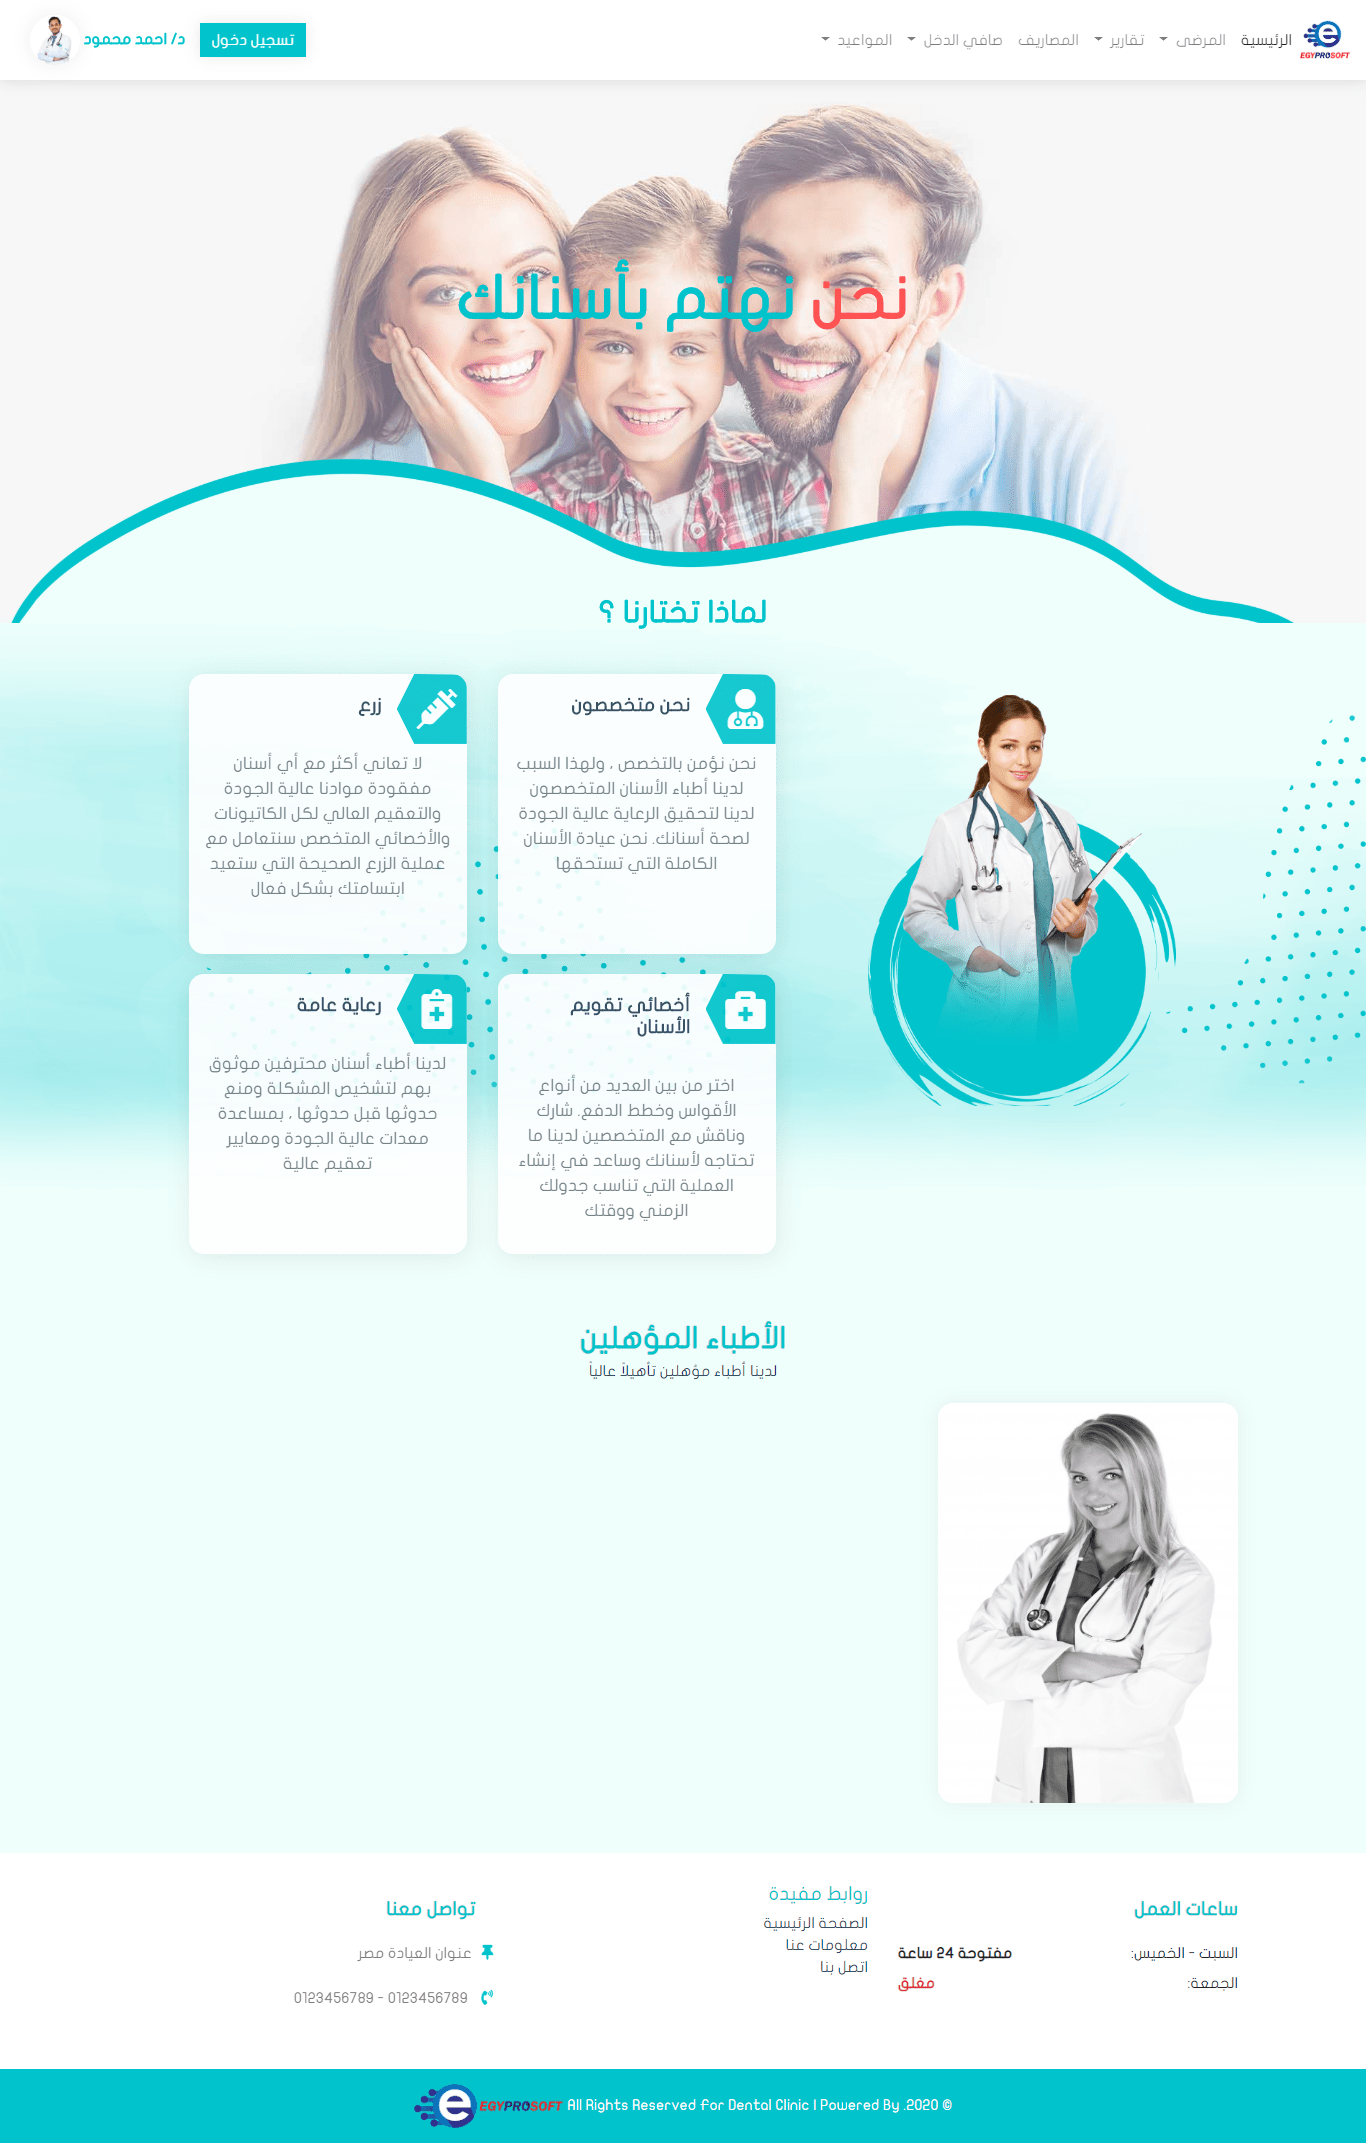 EGYPROSOFT
الرئيسية
المرضى
تقارير
المصاريف
صافي الدخل
المواعيد
تسجيل دخول
د/ احمد محمود
نحن نهتم بأسنانك
لماذا تختارنا ؟
نحن متخصصون
نحن نؤمن بالتخصص ، ولهذا السبب
لدينا أطباء الأسنان المتخصصون
لدينا لتحقيق الرعاية عالية الجودة
لصحة أسنانك. نحن عيادة الأسنان
الكاملة التي تستحقها
زرع
لا تعاني أكثر مع أي أسنان
مفقودة موادنا عالية الجودة
والتعقيم العالي لكل الكاتيونات
والأخصائي المتخصص سنتعامل مع
عملية الزرع الصحيحة التي ستعيد
ابتسامتك بشكل فعال
أخصائي تقويم
الأسنان
اختر من بين العديد من أنواع
الأقواس وخطط الدفع. شارك
وناقش مع المتخصصين لدينا ما
تحتاجه لأسنانك وساعد في إنشاء
العملية التي تناسب جدولك
الزمني ووقتك
رعاية عامة
لدينا أطباء أسنان محترفين موثوق
بهم لتشخيص المشكلة ومنع
حدوثها قبل حدوثها ، بمساعدة
معدات عالية الجودة ومعايير
تعقيم عالية
الأطباء المؤهلين
لدينا أطباء مؤهلين تأهيلاً عالياً
ساعات العمل
السبت - الخميس: مفتوحة 24 ساعة
الجمعة: مغلق
روابط مفيدة
الصفحة الرئيسية
معلومات عنا
اتصل بنا
تواصل معنا
عنوان العيادة مصر
0123456789 - 0123456789
EGYPROSOFT All Rights Reserved For Dental Clinic | Powered By .2020 ©